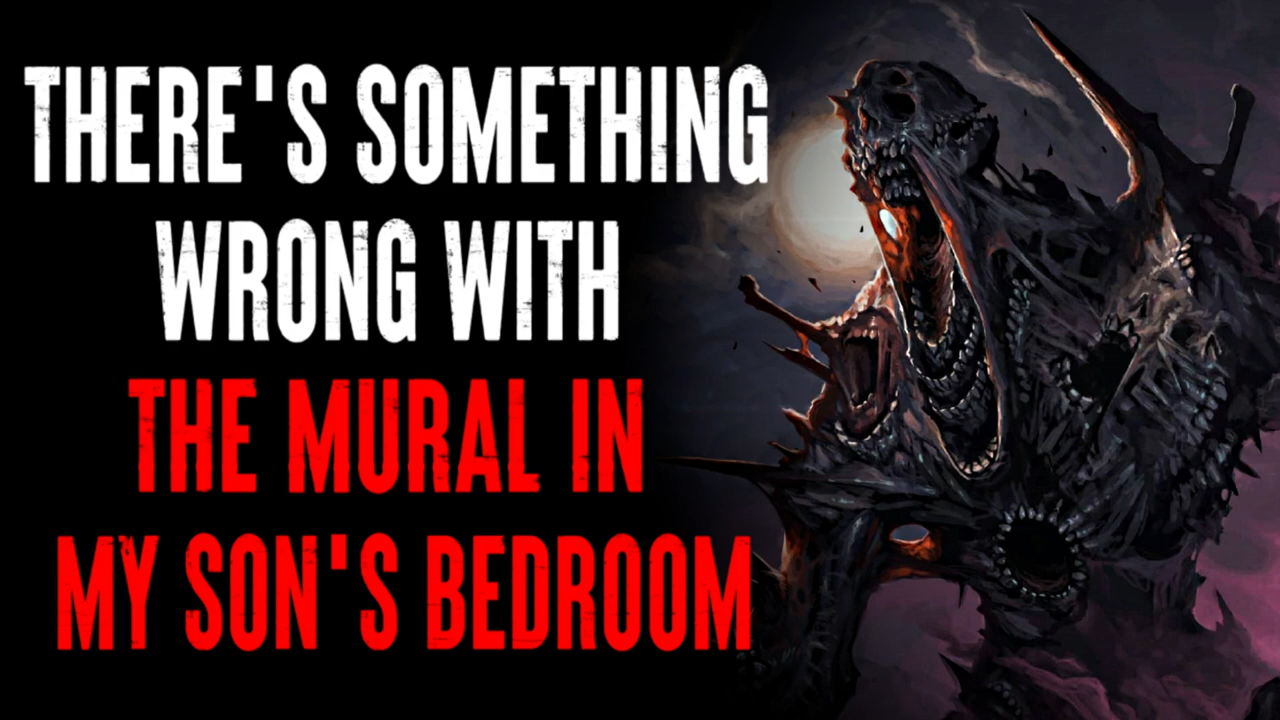 THERE'S SOMETHING
WRONG WITH
THE MURAL IN
MY SON'S BEDROOM